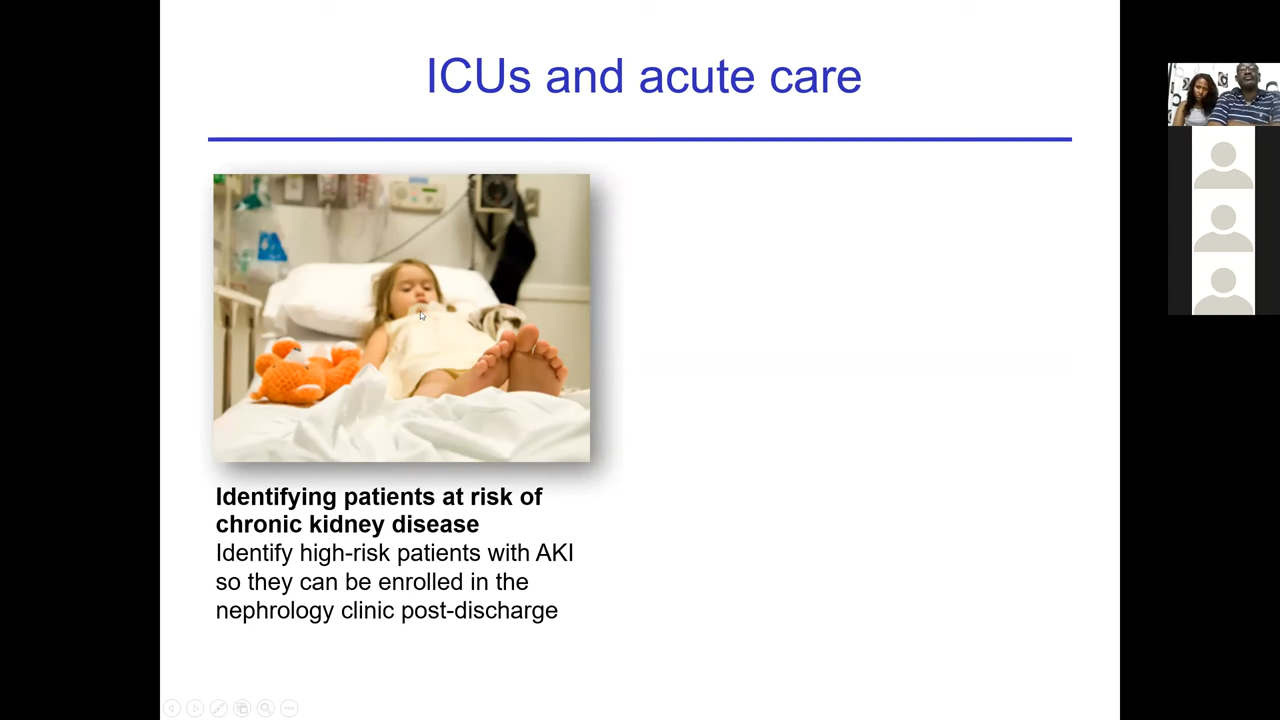 ICUs and acute care
Identifying patients at risk of
chronic kidney disease
Identify high-risk patients with AKI
so they can be enrolled in the
nephrology clinic post-discharge